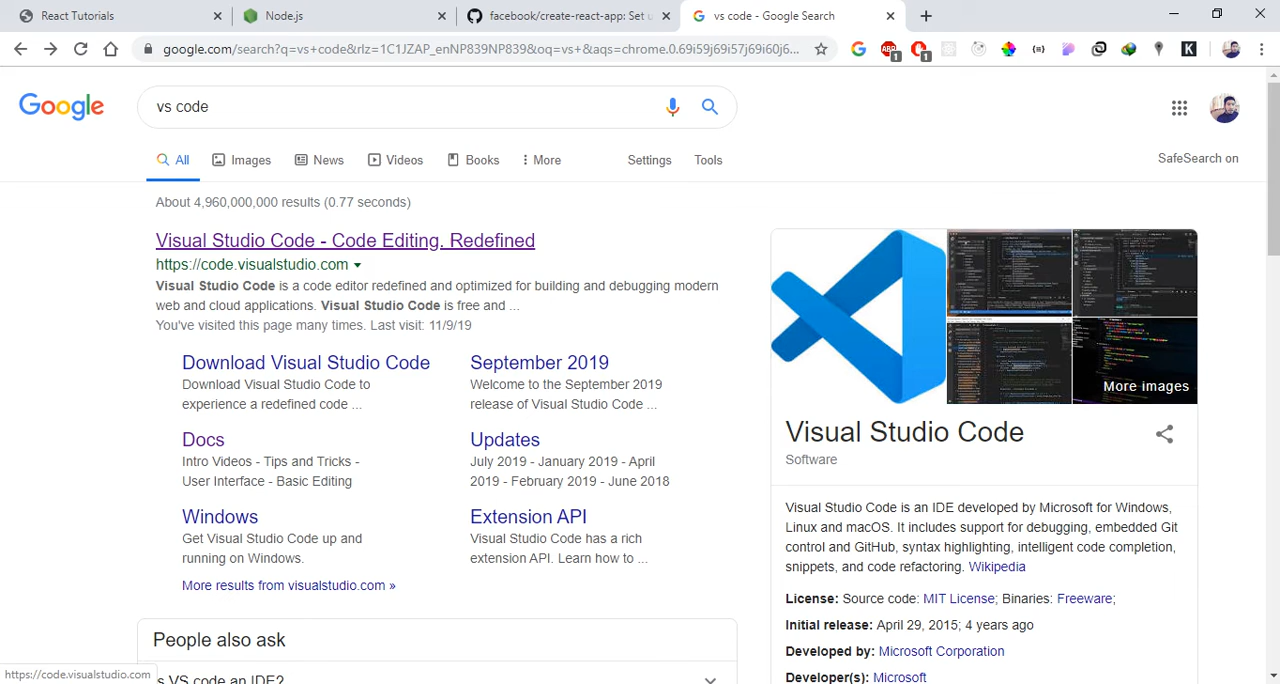 React Tutorials
Node.js
facebook/create-react-app: Set u
vs code - Google Search
google.com/search?q=vs+code&rlz=1C1JZAP_enNP839NP839&oq=vs+&aqs=chrome.0.69i59j69i57j69i60j6...
ABP
1
1
K
Google
vs code
All
Images
News
Videos
Books
More
Settings
Tools
SafeSearch on
About 4,960,000,000 results (0.77 seconds)
Visual Studio Code - Code Editing. Redefined
https://code.visualstudio.com
Visual Studio Code is a code editor redefined and optimized for building and debugging modern
web and cloud applications. Visual Studio Code is free and ...
You've visited this page many times. Last visit: 11/9/19
Download Visual Studio Code
Download Visual Studio Code to
experience a redefined code ...
September 2019
Welcome to the September 2019
release of Visual Studio Code ...
Docs
Intro Videos - Tips and Tricks -
User Interface - Basic Editing
Updates
July 2019 - January 2019 - April
2019 - February 2019 - June 2018
Windows
Get Visual Studio Code up and
running on Windows.
Extension API
Visual Studio Code has a rich
extension API. Learn how to ...
More results from visualstudio.com »
People also ask
s VS code an IDE?
https://code.visualstudio.com
More images
Visual Studio Code
Software
Visual Studio Code is an IDE developed by Microsoft for Windows,
Linux and macOS. It includes support for debugging, embedded Git
control and GitHub, syntax highlighting, intelligent code completion,
snippets, and code refactoring. Wikipedia
License: Source code: MIT License; Binaries: Freeware;
Initial release: April 29, 2015; 4 years ago
Developed by: Microsoft Corporation
Developer(s): Microsoft